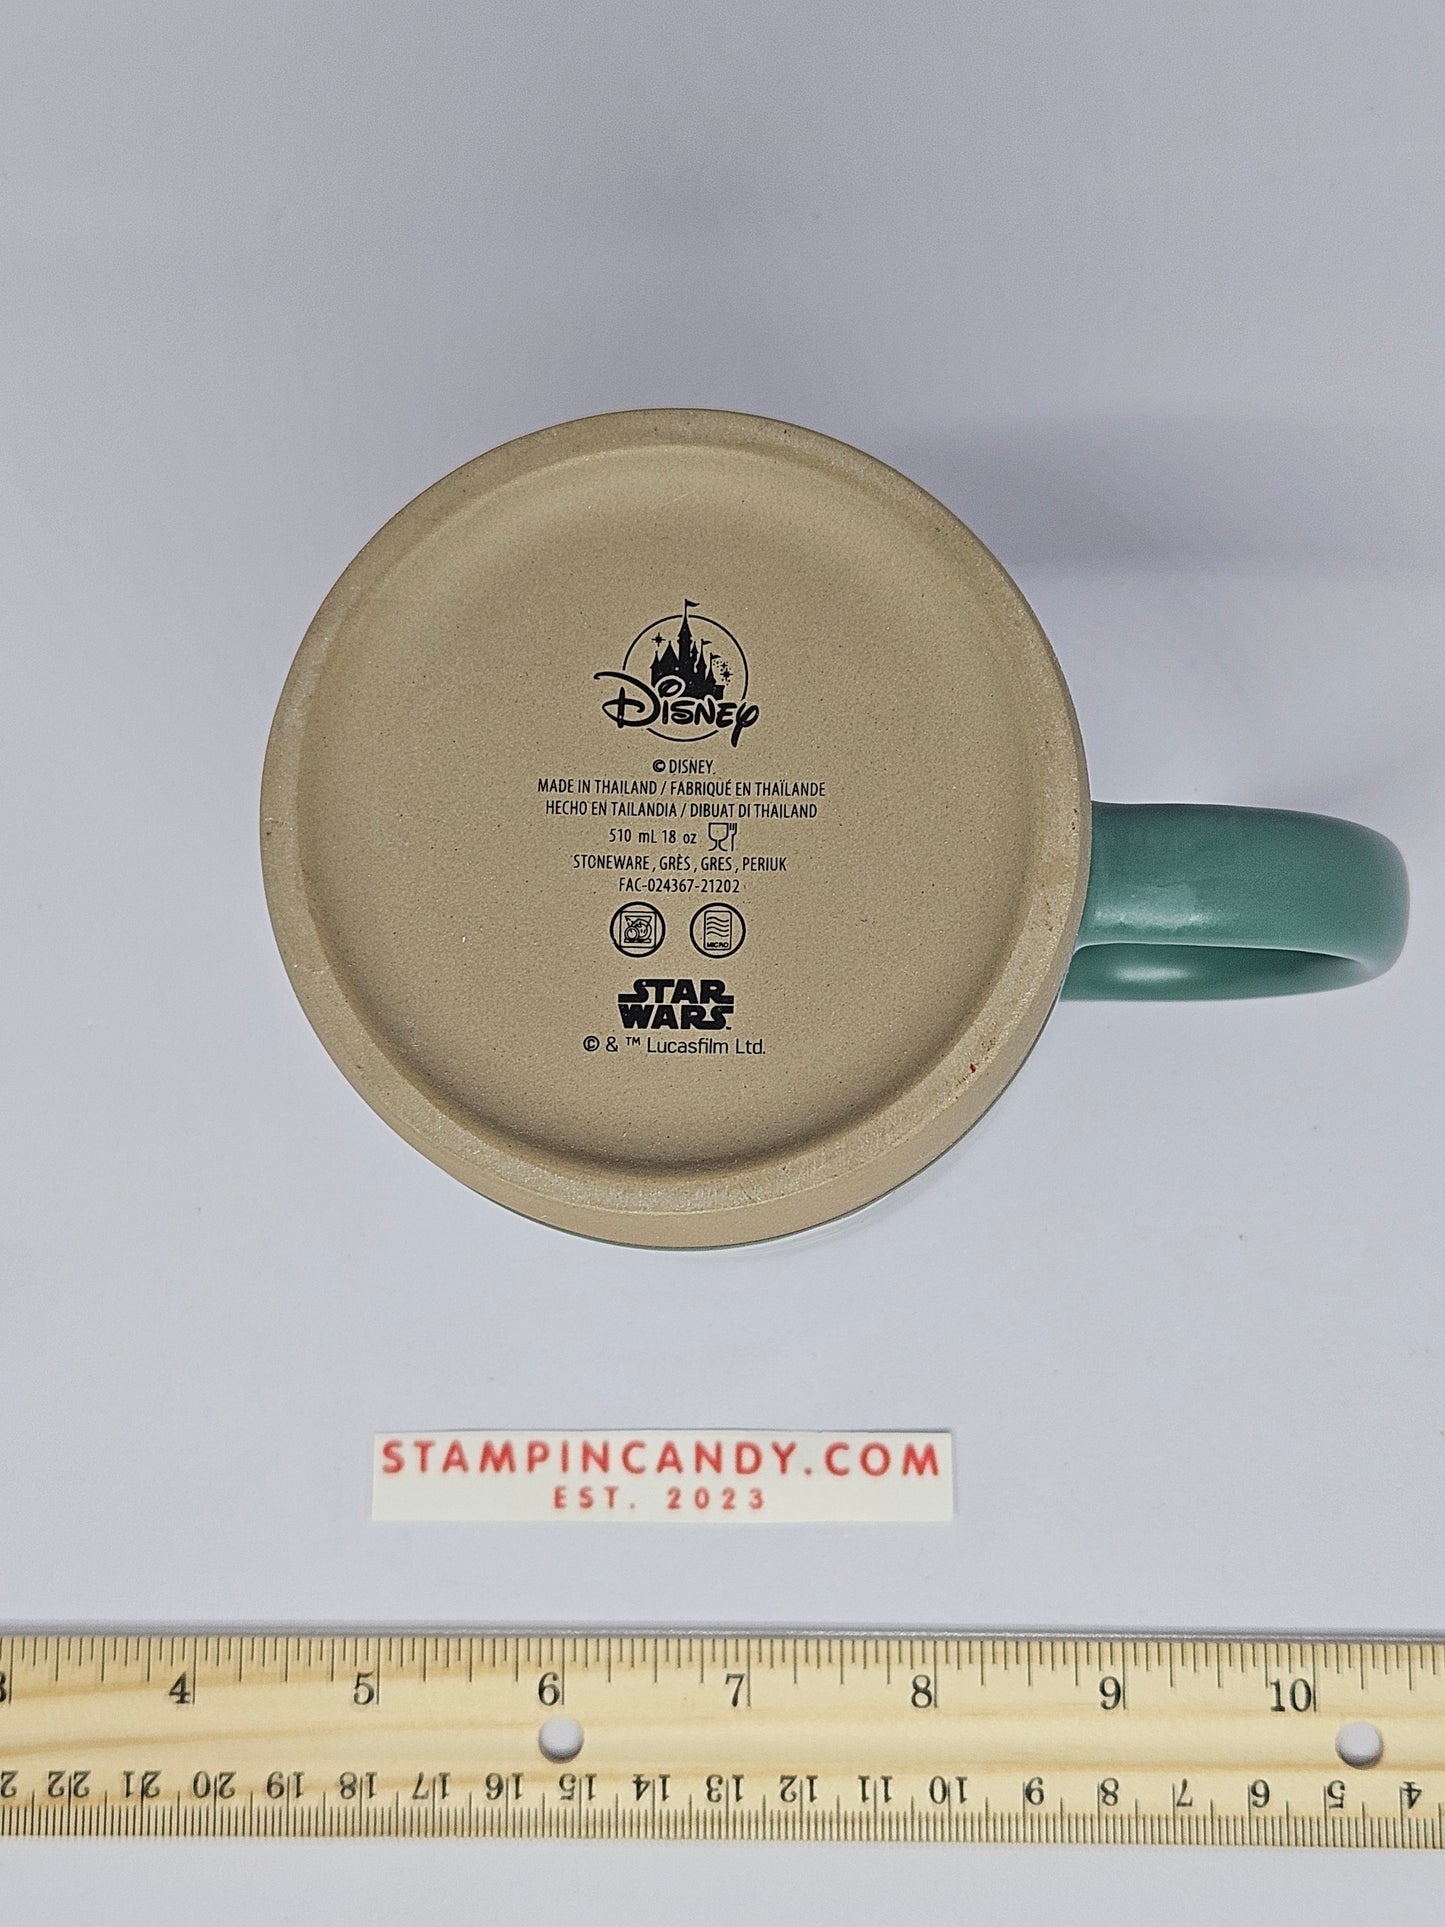 DISNEY
© DISNEY.
MADE IN THAILAND / FABRIQUÉ EN THAÏLANDE
HECHO EN TAILANDIA / DIBUAT DI THAILAND
510 mL 18 oz
STONEWARE, GRÈS, GRES, PERIUK
FAC-024367-21202
MICRO
STAR
WARS™
© & ™ Lucasfilm Ltd.
STAMPINCANDY.COM
EST. 2023
3 4 5 6 7 8 9 10
22 21 20 19 18 17 16 15 14 13 12 11 10 9 8 7 6 5 4